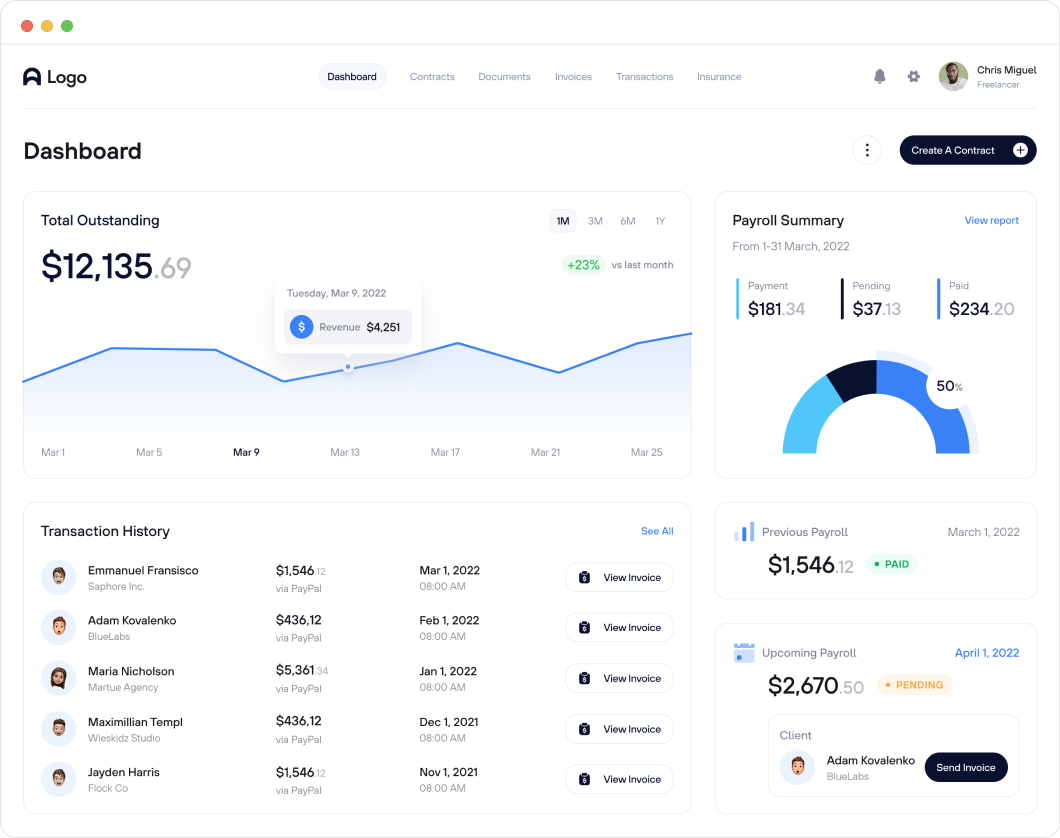 Logo
Dashboard Contracts Documents Invoices Transactions Insurance
Chris Miguel
Freelancer
Dashboard
Create A Contract
Total Outstanding
1M 3M 6M 1Y
$12,135.69
+23% vs last month
Tuesday, Mar 9, 2022
$ Revenue $4,251
Mar 1 Mar 5 Mar 9 Mar 13 Mar 17 Mar 21 Mar 25
Payroll Summary
View report
From 1-31 March, 2022
Payment Pending Paid
$181.34 $37.13 $234.20
50%
Transaction History
See All
Emmanuel Fransisco $1,546.12 Mar 1, 2022 View Invoice
Saphore Inc. via PayPal 08:00 AM
Adam Kovalenko $436,12 Feb 1, 2022 View Invoice
BlueLabs via PayPal 08:00 AM
Maria Nicholson $5,361.34 Jan 1, 2022 View Invoice
Martue Agency via PayPal 08:00 AM
Maximillian Templ $436,12 Dec 1, 2021 View Invoice
Wieskidz Studio via PayPal 08:00 AM
Jayden Harris $1,546.12 Nov 1, 2021 View Invoice
Flock Co via PayPal 08:00 AM
Previous Payroll March 1, 2022
$1,546.12 PAID
Upcoming Payroll April 1, 2022
$2,670.50 PENDING
Client
Adam Kovalenko
BlueLabs
Send Invoice